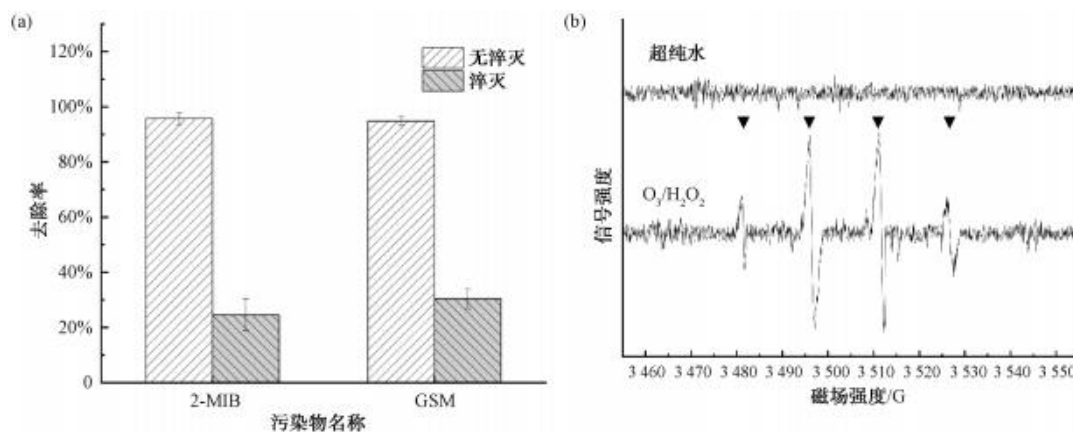 (a)
120%
100%
80%
60%
40%
20%
0
去除率
无淬灭
淬灭
2-MIB
GSM
污染物名称
(b)
超纯水
O₃/H₂O₂
信号强度
3 460 3 470 3 480 3 490 3 500 3 510 3 520 3 530 3 540 3 550
磁场强度/G